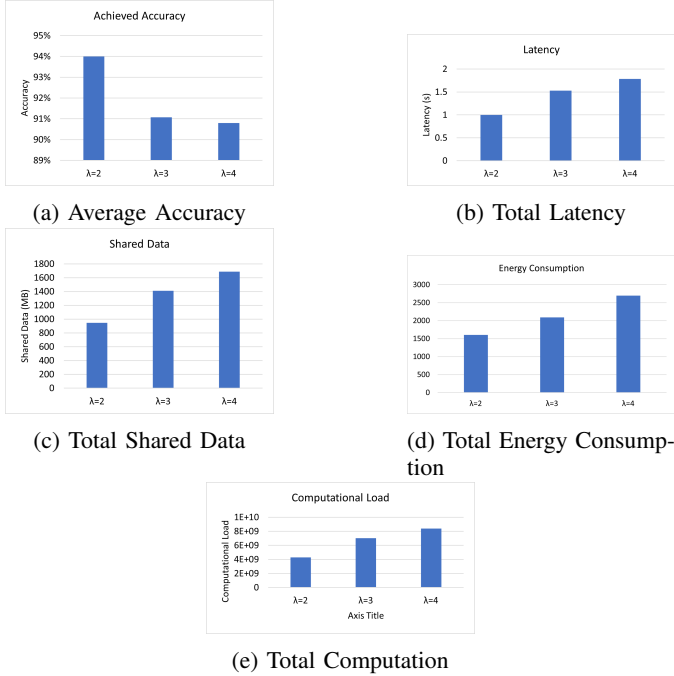 Achieved Accuracy
95%
94%
93%
92%
91%
90%
89%
Accuracy
λ=2 λ=3 λ=4
(a) Average Accuracy
Latency
2
1.5
1
0.5
0
Latency (s)
λ=2 λ=3 λ=4
(b) Total Latency
Shared Data
1800
1600
1400
1200
1000
800
600
400
200
0
Shared Data (MB)
λ=2 λ=3 λ=4
(c) Total Shared Data
Energy Consumption
3000
2500
2000
1500
1000
500
0
λ=2 λ=3 λ=4
(d) Total Energy Consump-
tion
Computational Load
1E+10
8E+09
6E+09
4E+09
2E+09
0
Computational Load
λ=2 λ=3 λ=4
Axis Title
(e) Total Computation